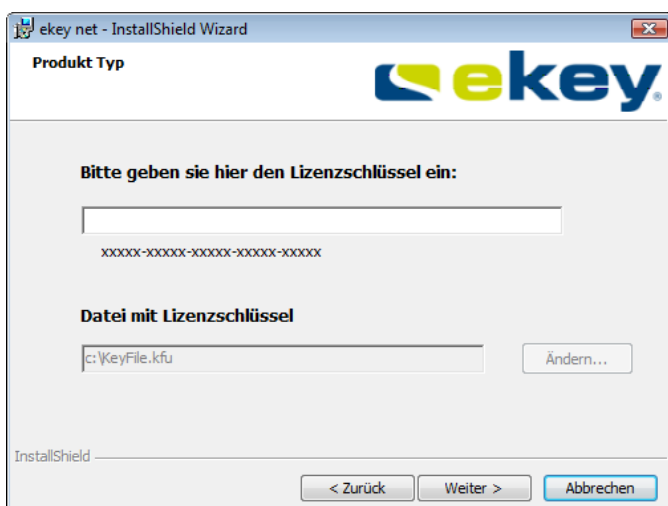 ekey net - InstallShield Wizard
Produkt Typ
ekey®
Bitte geben sie hier den Lizenzschlüssel ein:
xxxxx-xxxxx-xxxxx-xxxxx-xxxxx
Datei mit Lizenzschlüssel
c:\KeyFile.kfu
Ändern...
InstallShield
< Zurück
Weiter >
Abbrechen